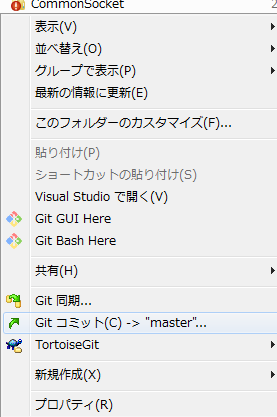 CommonSocket
表示(V)
並べ替え(O)
グループで表示(P)
最新の情報に更新(E)
このフォルダーのカスタマイズ(F)...
貼り付け(P)
ショートカットの貼り付け(S)
Visual Studio で開く(V)
Git GUI Here
Git Bash Here
共有(H)
Git 同期...
Git コミット(C) -> "master"...
TortoiseGit
新規作成(X)
プロパティ(R)